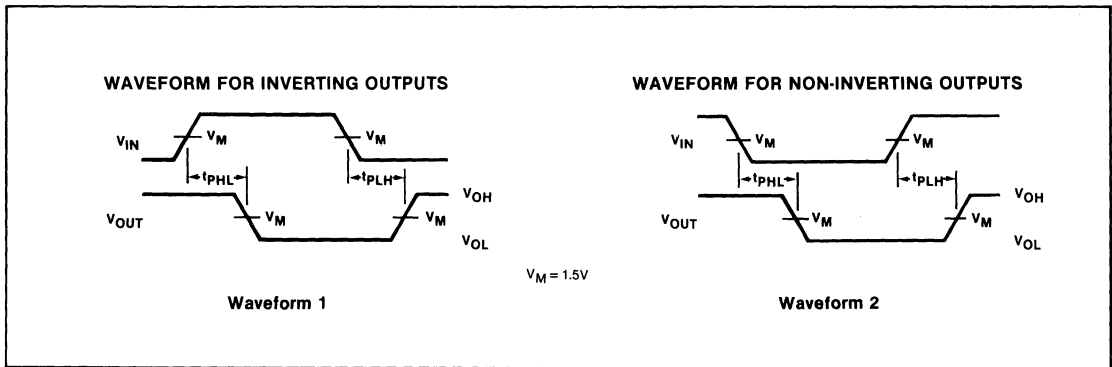 WAVEFORM FOR INVERTING OUTPUTS
VIN
VM
VM
tPHL
tPLH
VOUT
VM
VM
VOH
VOL
Waveform 1
VM = 1.5V
WAVEFORM FOR NON-INVERTING OUTPUTS
VIN
VM
VM
tPHL
tPLH
VOUT
VM
VM
VOH
VOL
Waveform 2